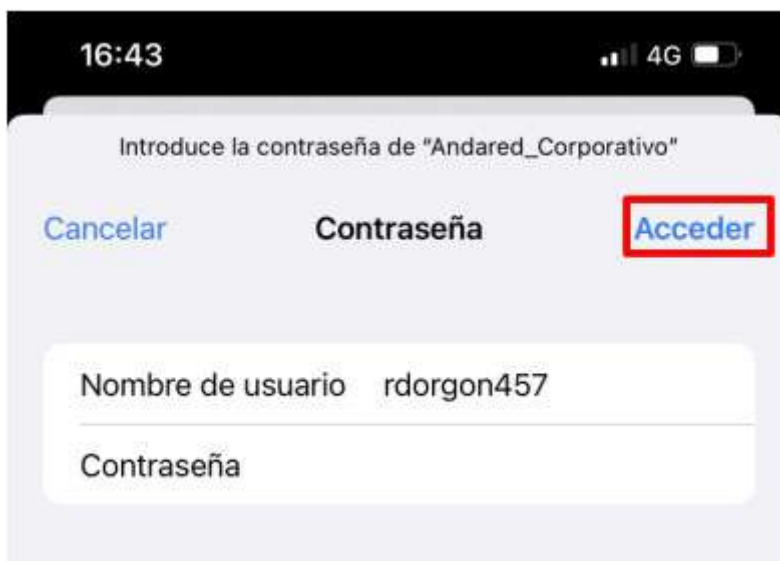 16:43 4G
Introduce la contraseña de "Andared_Corporativo"
Cancelar Contraseña Acceder
Nombre de usuario rdorgon457
Contraseña